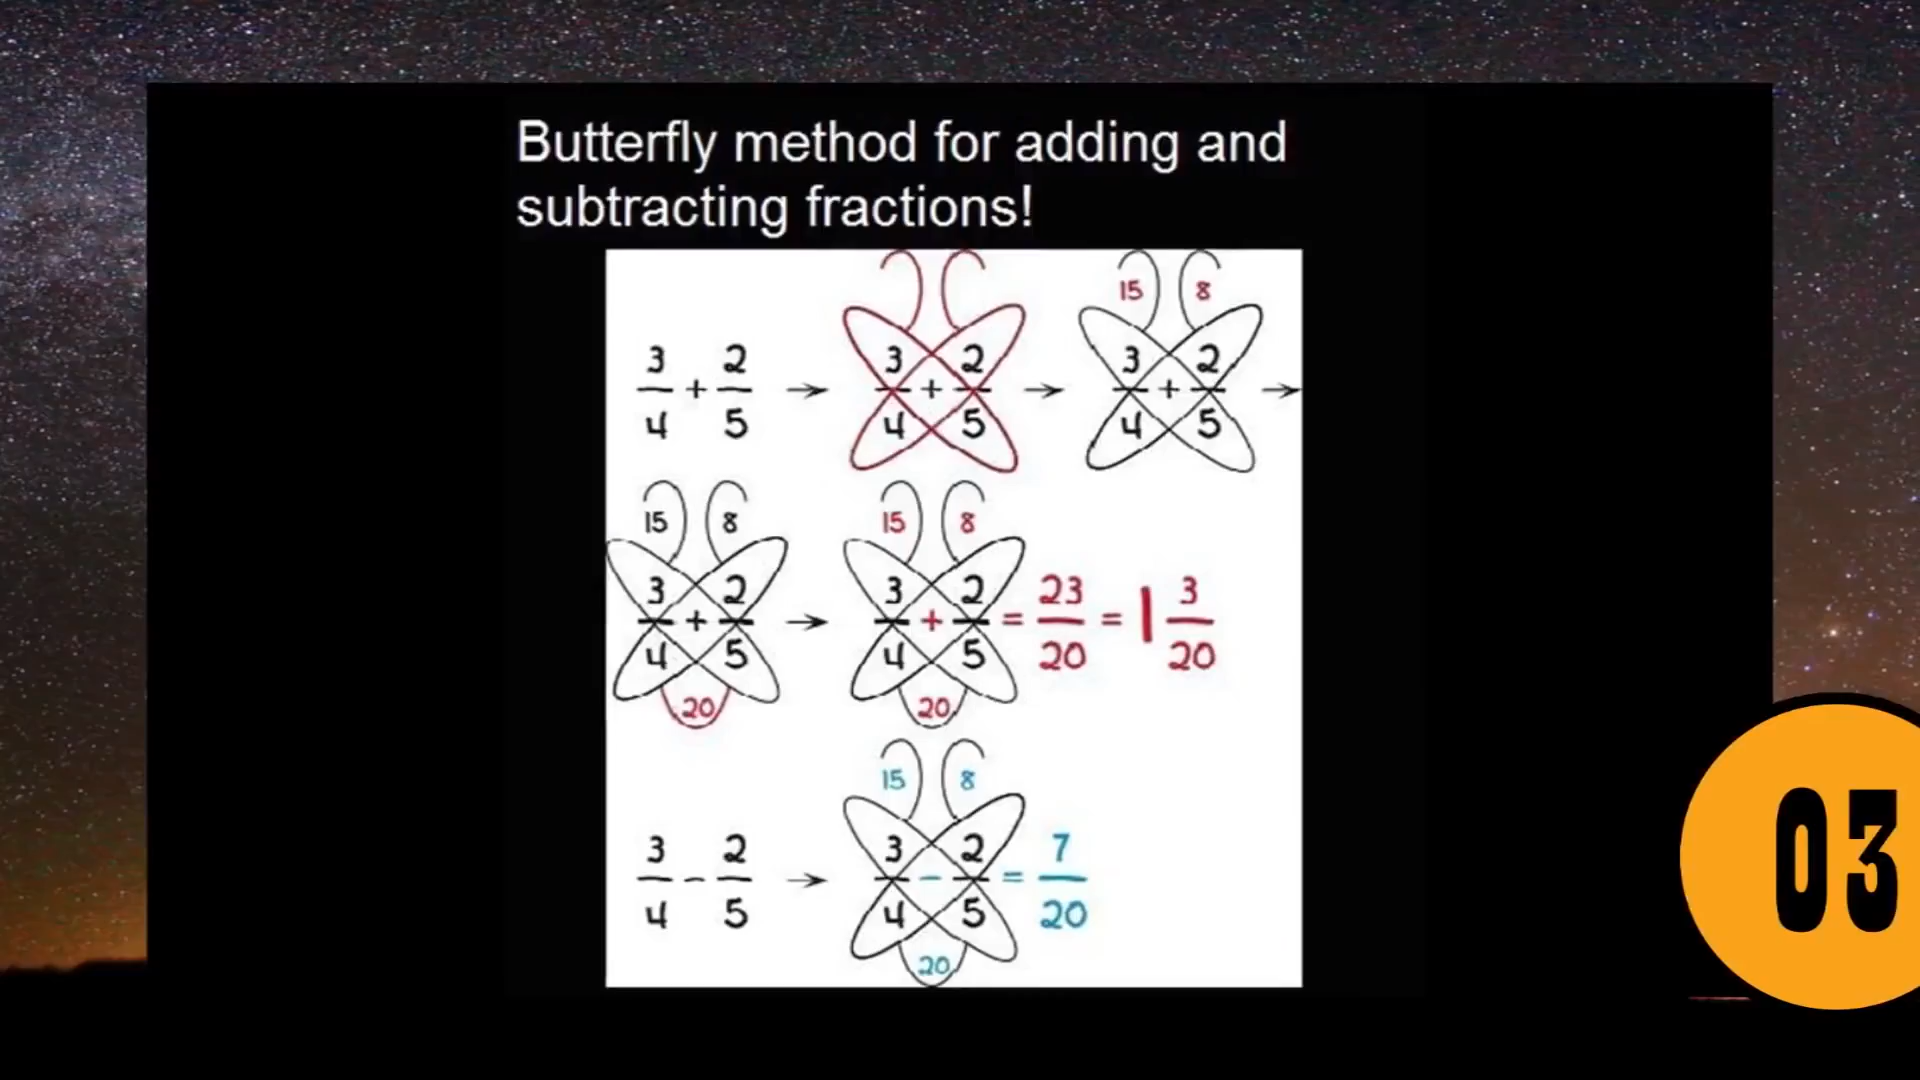 Butterfly method for adding and
subtracting fractions!
15 8
3/4 + 2/5 → 3/4 + 2/5 → 3/4 + 2/5 →
15 8 15 8
3/4 + 2/5 → 3/4 + 2/5 = 23/20 = 1 3/20
20 20
15 8
3/4 - 2/5 → 3/4 - 2/5 = 7/20
20
03